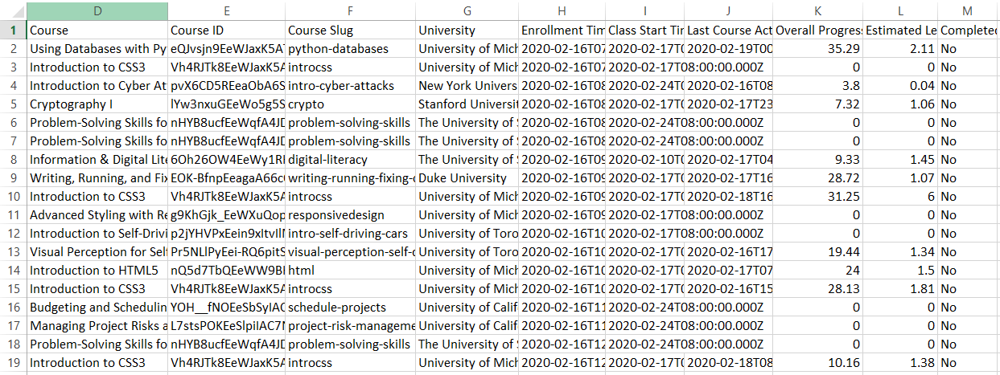 D E F G H I J K L M
1 Course Course ID Course Slug University Enrollment Tim Class Start Tir Last Course Act Overall Progres Estimated Le Completed
2 Using Databases with Py eQJvsjn9EeWJaxK5A python-databases University of Mich 2020-02-16T07 2020-02-17T0 2020-02-19T00 35.29 2.11 No
3 Introduction to CSS3 Vh4RJTk8EeWJaxK5A introcss University of Mich 2020-02-16T07 2020-02-17T08:00:00.000Z 0 0 No
4 Introduction to Cyber At pvX6CD5REeaObA6S intro-cyber-attacks New York Univers 2020-02-16T08 2020-02-24T0 2020-02-16T08 3.8 0.04 No
5 Cryptography I lYw3nxuGEeWo5g5S crypto Stanford Universit 2020-02-16T08 2020-02-17T0 2020-02-17T23 7.32 1.06 No
6 Problem-Solving Skills fo nHYB8ucfEeWqfA4JD problem-solving-skills The University of 2020-02-16T08 2020-02-24T08:00:00.000Z 0 0 No
7 Problem-Solving Skills fo nHYB8ucfEeWqfA4JD problem-solving-skills The University of 2020-02-16T08 2020-02-24T08:00:00.000Z 0 0 No
8 Information & Digital Lite 6Oh26OW4EeWy1RI digital-literacy The University of 2020-02-16T09 2020-02-10T0 2020-02-17T04 9.33 1.45 No
9 Writing, Running, and Fix EOK-BfnpEeagaA66c writing-running-fixing- Duke University 2020-02-16T09 2020-02-17T0 2020-02-17T16 28.72 1.07 No
10 Introduction to CSS3 Vh4RJTk8EeWJaxK5A introcss University of Mich 2020-02-16T09 2020-02-17T0 2020-02-18T16 31.25 6 No
11 Advanced Styling with Re g9KhGjk_EeWXuQop responsivedesign University of Mich 2020-02-16T09 2020-02-17T08:00:00.000Z 0 0 No
12 Introduction to Self-Drivi p2jYHVPxEein9xItvIlI intro-self-driving-cars University of Toro 2020-02-16T10 2020-02-17T08:00:00.000Z 0 0 No
13 Visual Perception for Self Pr5NLlPyEei-RQ6pitS visual-perception-self-c University of Toro 2020-02-16T10 2020-02-17T0 2020-02-16T17 19.44 1.34 No
14 Introduction to HTML5 nQ5d7TbQEeWW9BI html University of Mich 2020-02-16T10 2020-02-17T0 2020-02-17T07 24 1.5 No
15 Introduction to CSS3 Vh4RJTk8EeWJaxK5A introcss University of Mich 2020-02-16T10 2020-02-17T0 2020-02-16T15 28.13 1.81 No
16 Budgeting and Schedulin YOH__fNOEeSbSyIAC schedule-projects University of Calif 2020-02-16T11 2020-02-24T08:00:00.000Z 0 0 No
17 Managing Project Risks a L7stsPOKEeSlpiIAC7 project-risk-manageme University of Calif 2020-02-16T11 2020-02-24T08:00:00.000Z 0 0 No
18 Problem-Solving Skills fo nHYB8ucfEeWqfA4JD problem-solving-skills The University of 2020-02-16T12 2020-02-24T08:00:00.000Z 0 0 No
19 Introduction to CSS3 Vh4RJTk8EeWJaxK5A introcss University of Mich 2020-02-16T12 2020-02-17T0 2020-02-18T08 10.16 1.38 No